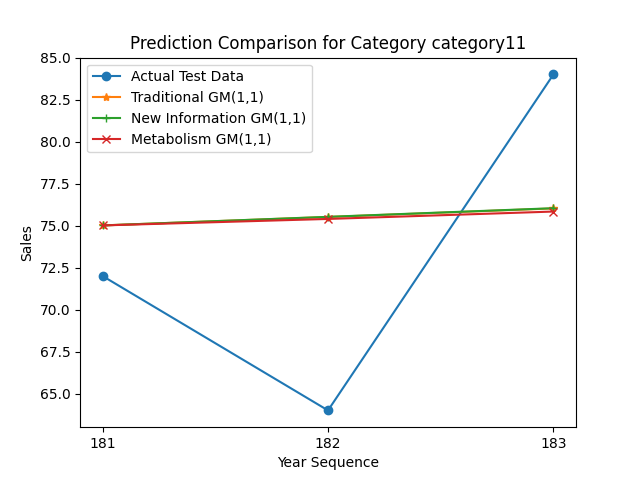 Prediction Comparison for Category category11
85.0
82.5
80.0
77.5
75.0
72.5
70.0
67.5
65.0
Sales
Actual Test Data
Traditional GM(1,1)
New Information GM(1,1)
Metabolism GM(1,1)
181
182
183
Year Sequence